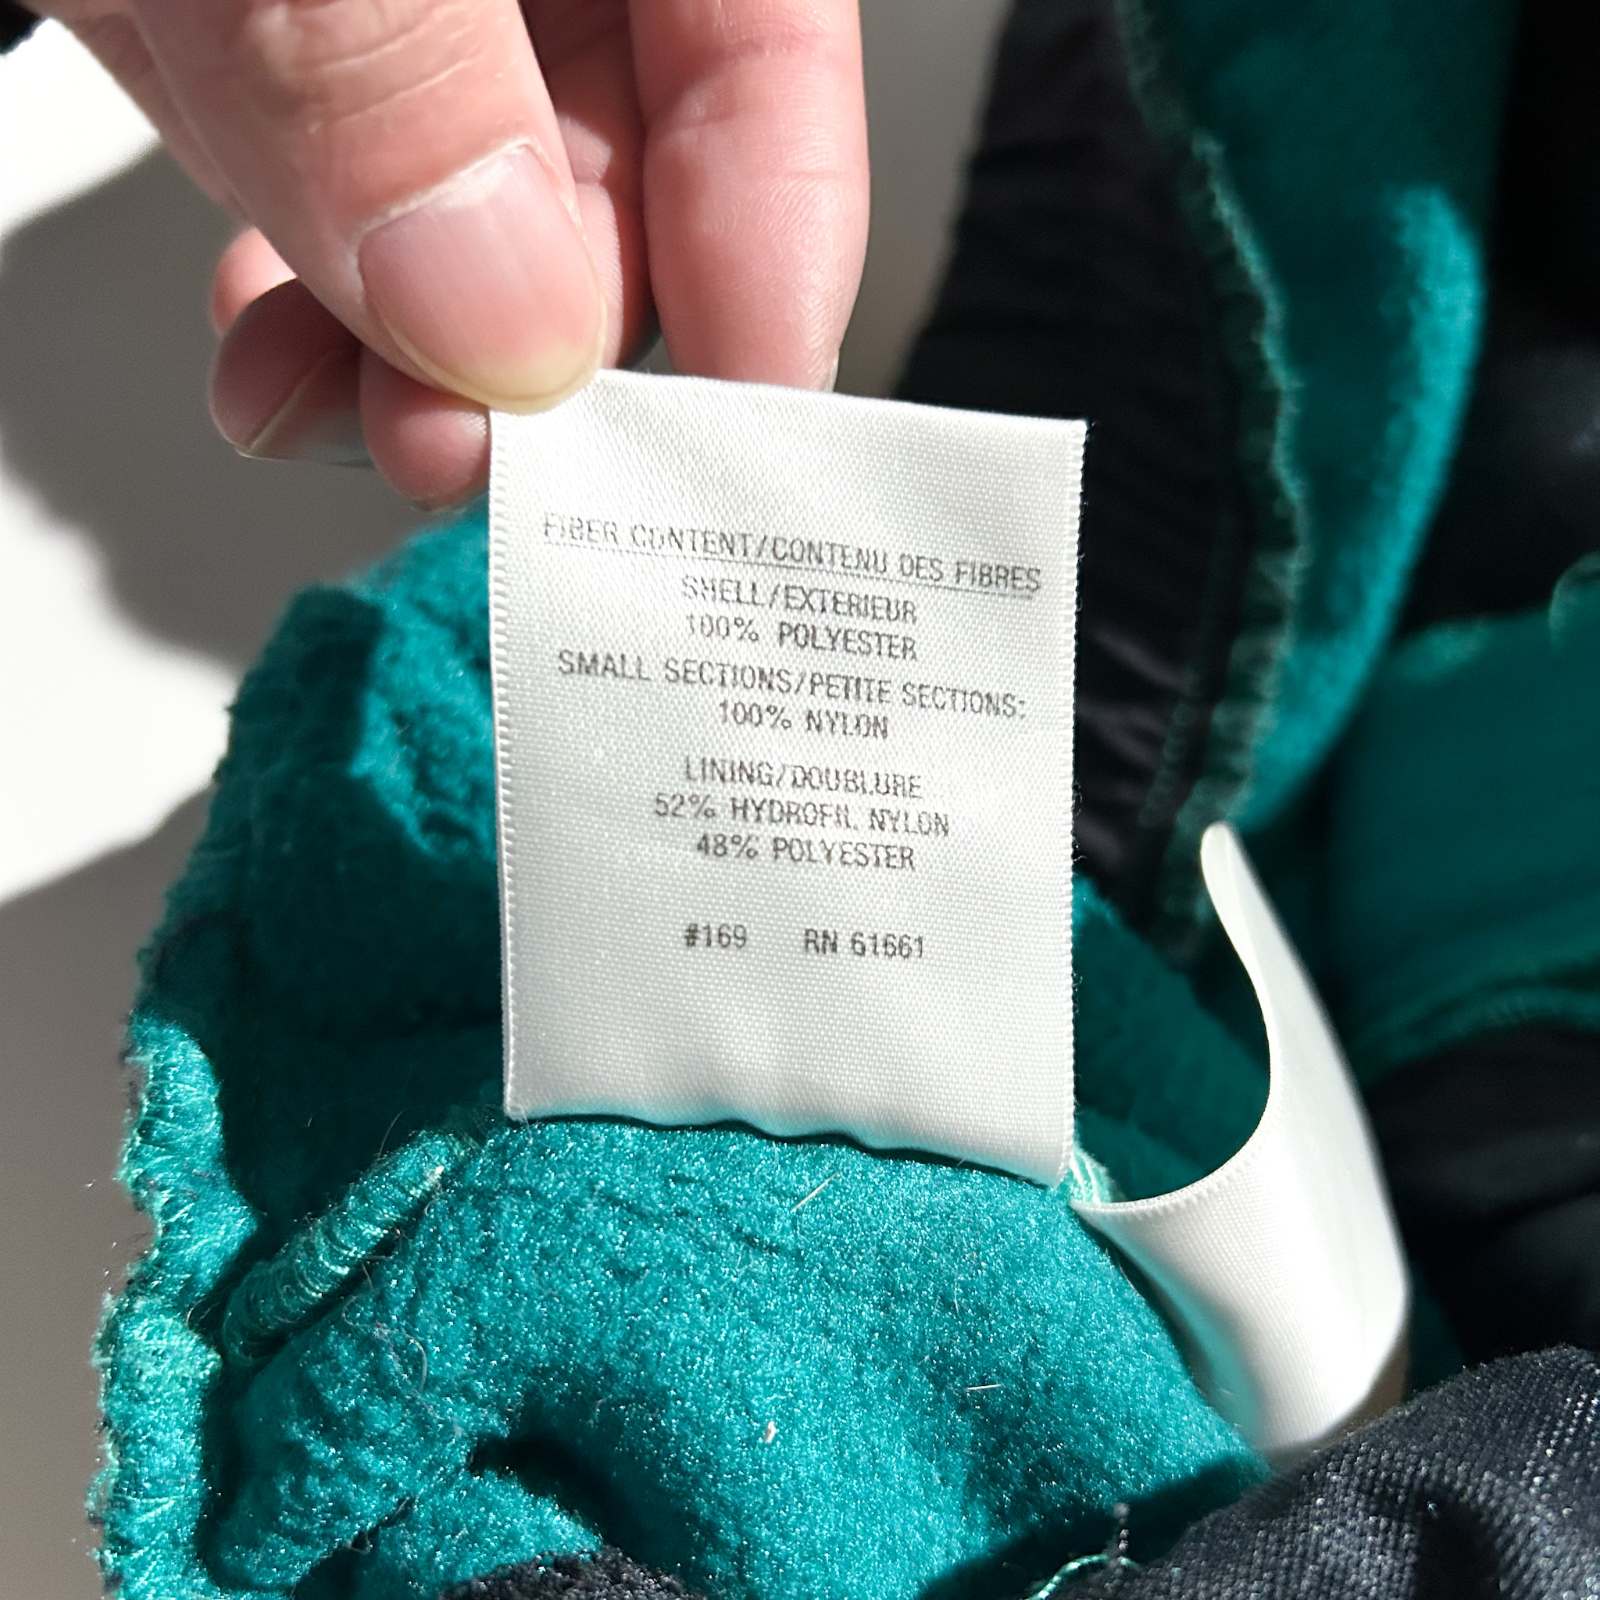 FIBER CONTENT/CONTENU DES FIBRES
SHELL/EXTERIEUR
100% POLYESTER
SMALL SECTIONS/PETITE SECTIONS:
100% NYLON
LINING/DOUBLURE
52% HYDROFIL NYLON
48% POLYESTER
#169 RN 61661